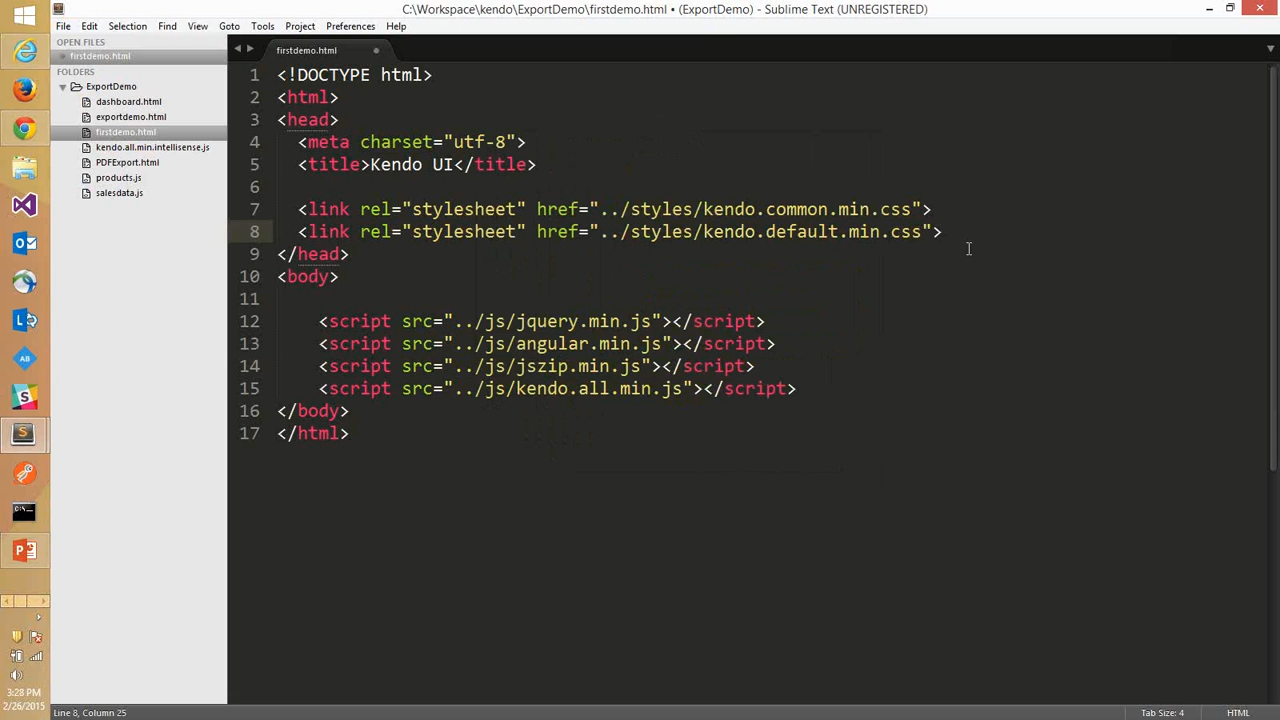 C:\Workspace\kendo\ExportDemo\firstdemo.html • (ExportDemo) - Sublime Text (UNREGISTERED)
File Edit Selection Find View Goto Tools Project Preferences Help
OPEN FILES
firstdemo.html
FOLDERS
ExportDemo
dashboard.html
exportdemo.html
firstdemo.html
kendo.all.min.intellisense.js
PDFExport.html
products.js
salesdata.js
firstdemo.html
1 <!DOCTYPE html>
2 <html>
3 <head>
4 <meta charset="utf-8">
5 <title>Kendo UI</title>
6
7 <link rel="stylesheet" href="../styles/kendo.common.min.css">
8 <link rel="stylesheet" href="../styles/kendo.default.min.css">
9 </head>
10 <body>
11
12 <script src="../js/jquery.min.js"></script>
13 <script src="../js/angular.min.js"></script>
14 <script src="../js/jszip.min.js"></script>
15 <script src="../js/kendo.all.min.js"></script>
16 </body>
17 </html>
3:28 PM
2/26/2015
Line 8, Column 25
Tab Size: 4
HTML